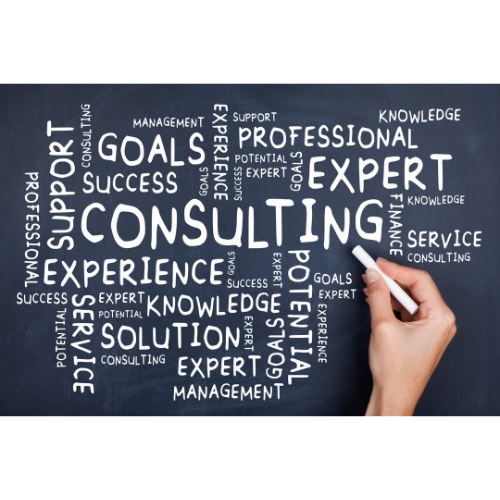 KNOWLEDGE
MANAGEMENT
SUPPORT
EXPERIENCE
CONSULTING
SUPPORT
GOALS
PROFESSIONAL
POTENTIAL
GOALS
EXPERT
EXPERT
SUCCESS
GOALS
SUCCESS
PROFESSIONAL
CONSULTING
FINANCE
KNOWLEDGE
SERVICE
CONSULTING
EXPERIENCE
GOALS
SUCCESS
EXPERT
POTENTIAL
GOALS
EXPERT
SUCCESS
SERVICE
EXPERT
POTENTIAL
KNOWLEDGE
POTENTIAL
SOLUTION
EXPERT
GOALS
EXPERIENCE
CONSULTING
EXPERT
MANAGEMENT